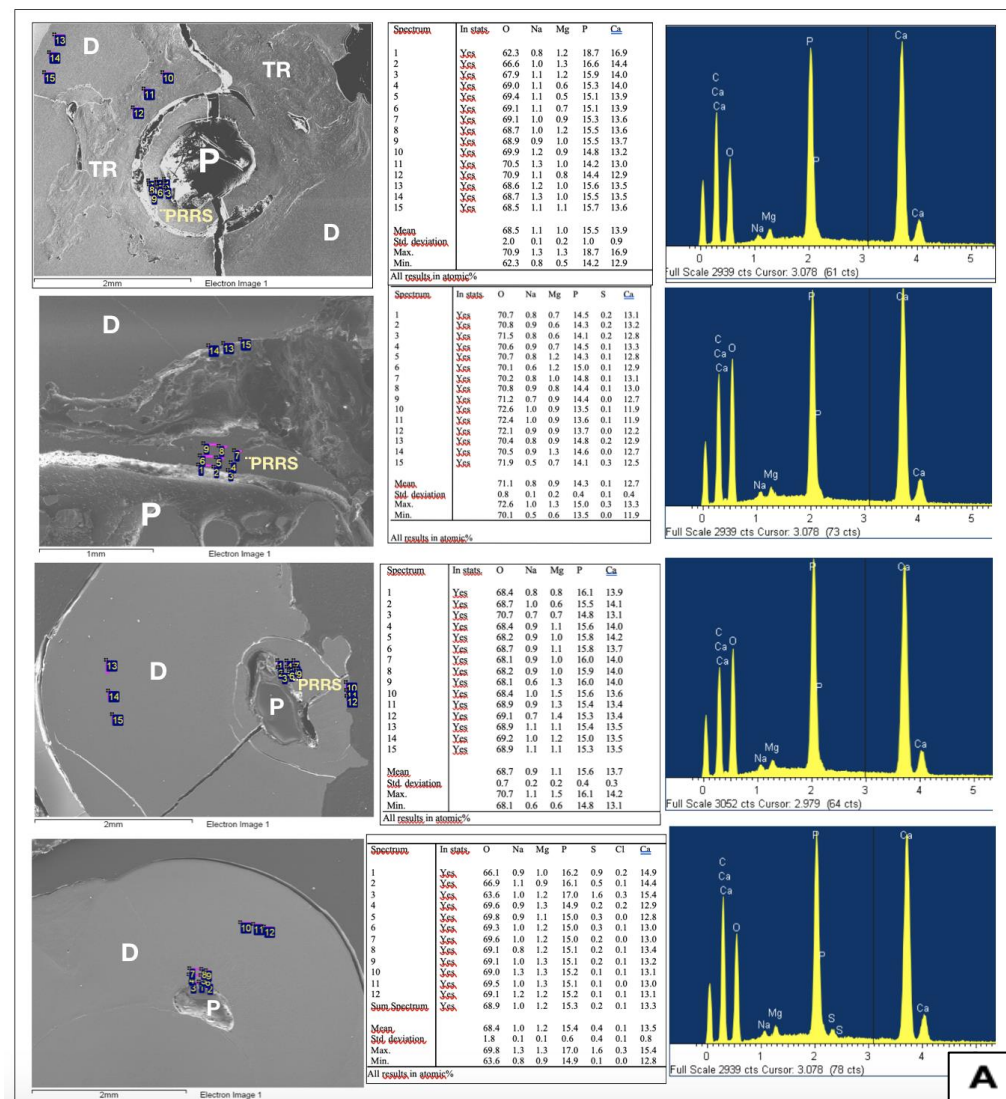 13
D
14
15
10
11
12
TR
TR
P
8
6 3
9
¨PRRS
D
2mm Electron Image 1
Spectrum In stats. O Na Mg P Ca
1 Yes 62.3 0.8 1.2 18.7 16.9
2 Yes 66.6 1.0 1.3 16.6 14.4
3 Yes 67.9 1.1 1.2 15.9 14.0
4 Yes 69.0 1.1 0.6 15.3 14.0
5 Yes 69.4 1.1 0.5 15.1 13.9
6 Yes 69.1 1.1 0.7 15.1 13.9
7 Yes 69.1 1.0 0.9 15.3 13.6
8 Yes 68.7 1.0 1.2 15.5 13.6
9 Yes 68.9 0.9 1.0 15.5 13.7
10 Yes 69.9 1.2 0.9 14.8 13.2
11 Yes 70.5 1.3 1.0 14.2 13.0
12 Yes 70.9 1.1 0.8 14.4 12.9
13 Yes 68.6 1.2 1.0 15.6 13.5
14 Yes 68.7 1.3 1.0 15.5 13.5
15 Yes 68.5 1.1 1.1 15.7 13.6
Mean 68.5 1.1 1.0 15.5 13.9
Std. deviation 2.0 0.1 0.2 1.0 0.9
Max. 70.9 1.3 1.3 18.7 16.9
Min. 62.3 0.8 0.5 14.2 12.9
All results in atomic%
P
Ca
C
Ca
Ca
O
P
Mg
Na
Ca
0 1 2 3 4 5
Full Scale 2939 cts Cursor: 3.078 (61 cts)
D
14 13 15
9 8 7
6 5 4
1 2 3
¨PRRS
P
1mm Electron Image 1
Spectrum In stats. O Na Mg P S Ca
1 Yes 70.7 0.8 0.7 14.5 0.2 13.1
2 Yes 70.8 0.9 0.6 14.3 0.2 13.2
3 Yes 71.5 0.8 0.6 14.1 0.2 12.8
4 Yes 70.6 0.9 0.7 14.5 0.1 13.3
5 Yes 70.7 0.8 1.2 14.3 0.1 12.8
6 Yes 70.1 0.6 1.2 15.0 0.1 12.9
7 Yes 70.2 0.8 1.0 14.8 0.1 13.1
8 Yes 70.8 0.9 0.8 14.4 0.1 13.0
9 Yes 71.2 0.7 0.9 14.4 0.0 12.7
10 Yes 72.6 1.0 0.9 13.5 0.1 11.9
11 Yes 72.4 1.0 0.9 13.6 0.1 11.9
12 Yes 72.1 0.9 0.9 13.7 0.0 12.2
13 Yes 70.4 0.8 0.9 14.8 0.2 12.9
14 Yes 70.5 0.9 1.3 14.6 0.0 12.7
15 Yes 71.9 0.5 0.7 14.1 0.3 12.5
Mean 71.1 0.8 0.9 14.3 0.1 12.7
Std. deviation 0.8 0.1 0.2 0.4 0.1 0.4
Max. 72.6 1.0 1.3 15.0 0.3 13.3
Min. 70.1 0.5 0.6 13.5 0.0 11.9
All results in atomic%
P
Ca
C
Ca
Ca
O
P
Mg
Na
Ca
0 1 2 3 4 5
Full Scale 2939 cts Cursor: 3.078 (73 cts)
13
D
14
15
PRRS
P
10
11
12
2mm Electron Image 1
Spectrum In stats. O Na Mg P Ca
1 Yes 68.4 0.8 0.8 16.1 13.9
2 Yes 68.7 1.0 0.6 15.5 14.1
3 Yes 70.7 0.7 0.7 14.8 13.1
4 Yes 68.4 0.9 1.1 15.6 14.0
5 Yes 68.2 0.9 1.0 15.8 14.2
6 Yes 68.7 0.9 1.1 15.8 13.7
7 Yes 68.1 0.9 1.0 16.0 14.0
8 Yes 68.2 0.9 1.0 15.9 14.0
9 Yes 68.1 0.6 1.3 16.0 14.0
10 Yes 68.4 1.0 1.5 15.6 13.6
11 Yes 68.9 0.9 1.3 15.4 13.4
12 Yes 69.1 0.7 1.4 15.3 13.4
13 Yes 68.9 1.1 1.1 15.4 13.5
14 Yes 69.2 1.0 1.2 15.0 13.5
15 Yes 68.9 1.1 1.1 15.3 13.5
Mean 68.7 0.9 1.1 15.6 13.7
Std. deviation 0.7 0.2 0.2 0.4 0.3
Max. 70.7 1.1 1.5 16.1 14.2
Min. 68.1 0.6 0.6 14.8 13.1
All results in atomic%
P
Ca
C
Ca
Ca
O
P
Mg
Na
Ca
0 1 2 3 4 5
Full Scale 3052 cts Cursor: 2.979 (64 cts)
D
10 11 12
P
2mm Electron Image 1
Spectrum In stats. O Na Mg P S Cl Ca
1 Yes 66.1 0.9 1.0 16.2 0.9 0.2 14.9
2 Yes 66.9 1.1 0.9 16.1 0.5 0.1 14.4
3 Yes 63.6 1.0 1.2 17.0 1.6 0.3 15.4
4 Yes 69.6 0.9 1.3 14.9 0.2 0.2 12.9
5 Yes 69.8 0.9 1.1 15.0 0.3 0.0 12.8
6 Yes 69.3 1.0 1.2 15.0 0.3 0.1 13.0
7 Yes 69.6 1.0 1.2 15.0 0.2 0.0 13.0
8 Yes 69.1 0.8 1.2 15.1 0.2 0.1 13.4
9 Yes 69.1 1.0 1.3 15.1 0.2 0.1 13.2
10 Yes 69.0 1.3 1.3 15.2 0.1 0.1 13.1
11 Yes 69.5 1.0 1.3 15.1 0.1 0.0 13.0
12 Yes 69.1 1.2 1.2 15.2 0.1 0.1 13.1
Sum Spectrum Yes 68.9 1.0 1.2 15.3 0.2 0.1 13.3
Mean 68.4 1.0 1.2 15.4 0.4 0.1 13.5
Std. deviation 1.8 0.1 0.1 0.6 0.4 0.1 0.8
Max. 69.8 1.3 1.3 17.0 1.6 0.3 15.4
Min. 63.6 0.8 0.9 14.9 0.1 0.0 12.8
All results in atomic%
P
Ca
C
Ca
Ca
O
P
Mg
Na
S
S
Ca
0 1 2 3 4 5
Full Scale 2939 cts Cursor: 3.078 (78 cts)
A